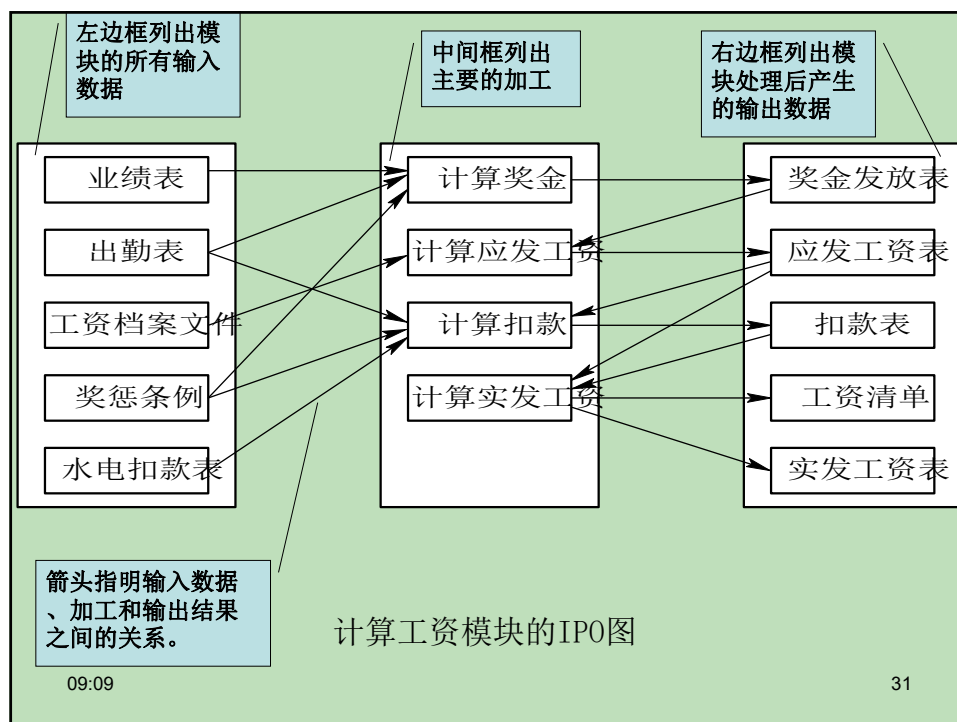 左边框列出模
块的所有输入
数据
中间框列出
主要的加工
右边框列出模
块处理后产生
的输出数据
业绩表
出勤表
工资档案文件
奖惩条例
水电扣款表
计算奖金
计算应发工资
计算扣款
计算实发工资
奖金发放表
应发工资表
扣款表
工资清单
实发工资表
箭头指明输入数据
、加工和输出结果
之间的关系。
计算工资模块的IPO图
09:09
31